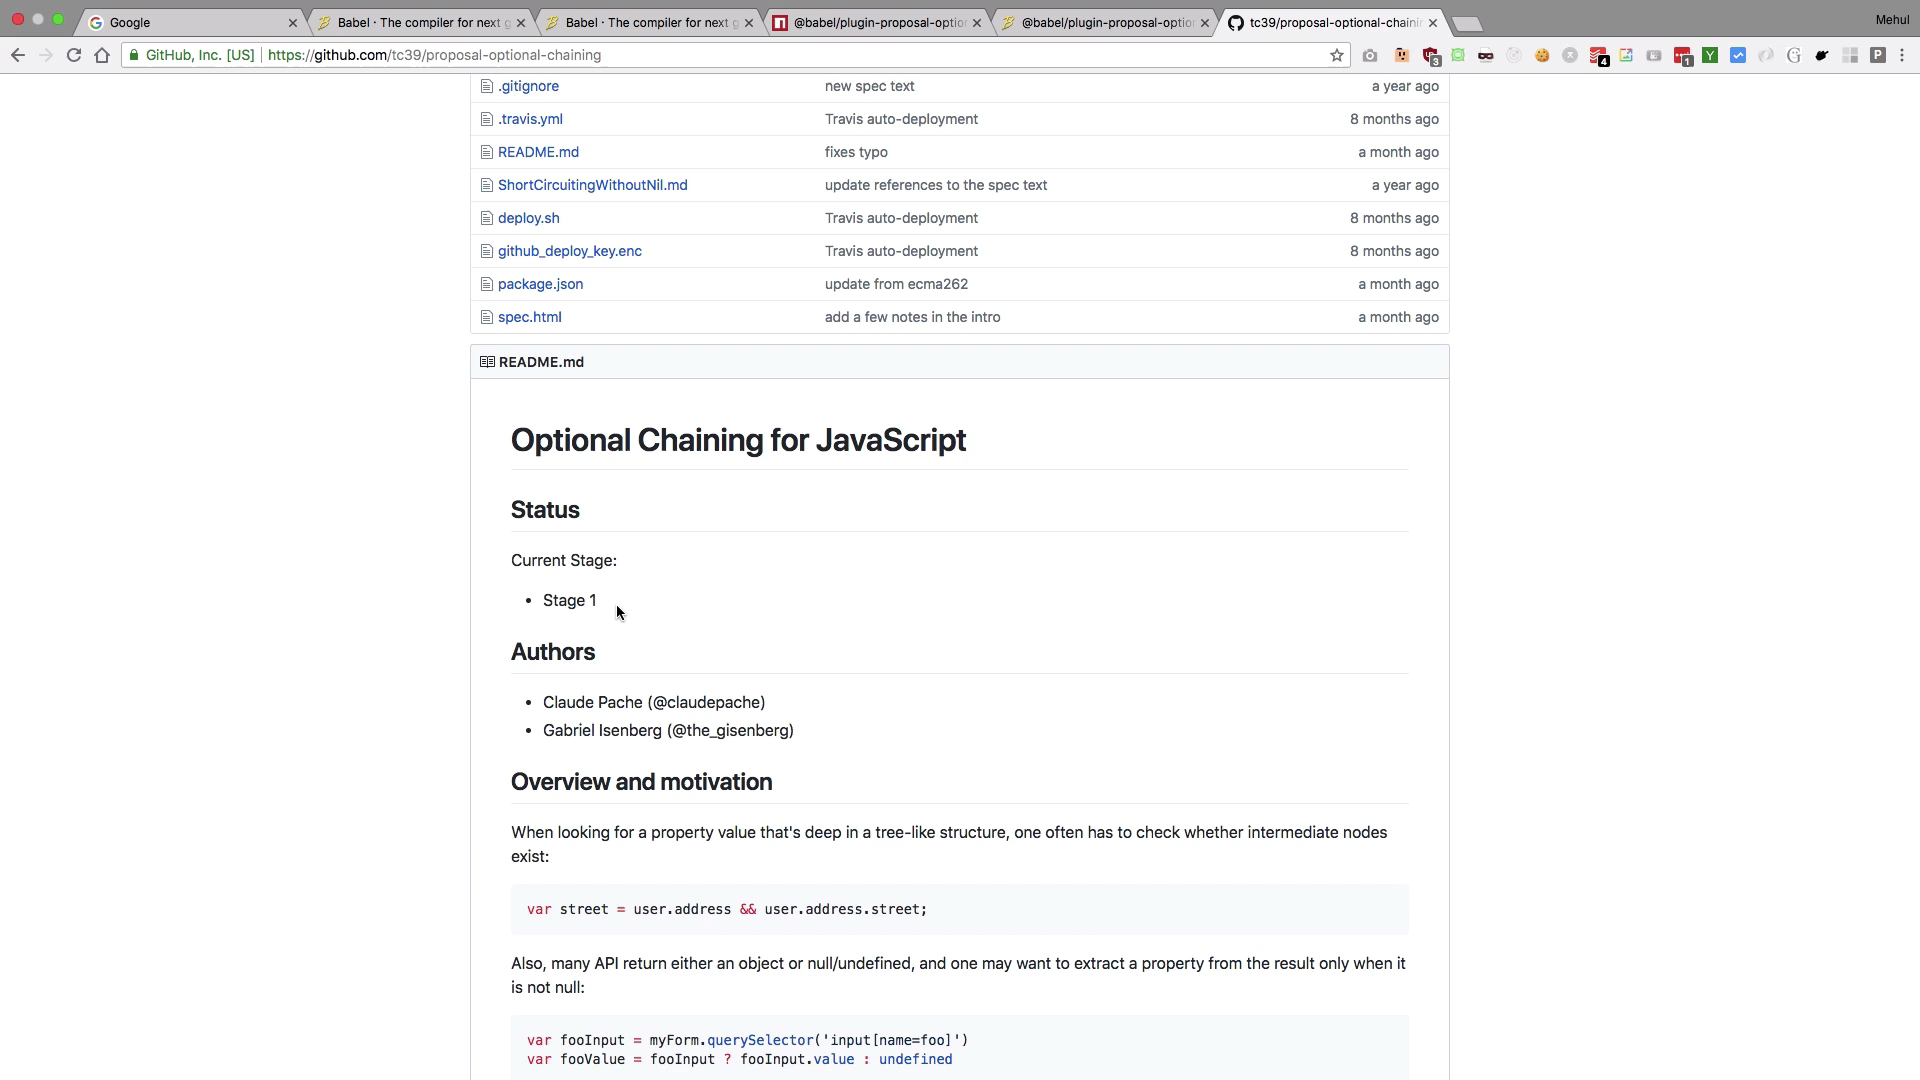 Google
Babel · The compiler for next g
Babel · The compiler for next g
@babel/plugin-proposal-optio
@babel/plugin-proposal-optio
tc39/proposal-optional-chainin
Mehul
GitHub, Inc. [US] https://github.com/tc39/proposal-optional-chaining
3
4
1
Y
G
P
.gitignore new spec text a year ago
.travis.yml Travis auto-deployment 8 months ago
README.md fixes typo a month ago
ShortCircuitingWithoutNil.md update references to the spec text a year ago
deploy.sh Travis auto-deployment 8 months ago
github_deploy_key.enc Travis auto-deployment 8 months ago
package.json update from ecma262 a month ago
spec.html add a few notes in the intro a month ago
README.md
Optional Chaining for JavaScript
Status
Current Stage:
• Stage 1
Authors
• Claude Pache (@claudepache)
• Gabriel Isenberg (@the_gisenberg)
Overview and motivation
When looking for a property value that's deep in a tree-like structure, one often has to check whether intermediate nodes
exist:
var street = user.address && user.address.street;
Also, many API return either an object or null/undefined, and one may want to extract a property from the result only when it
is not null:
var fooInput = myForm.querySelector('input[name=foo]')
var fooValue = fooInput ? fooInput.value : undefined